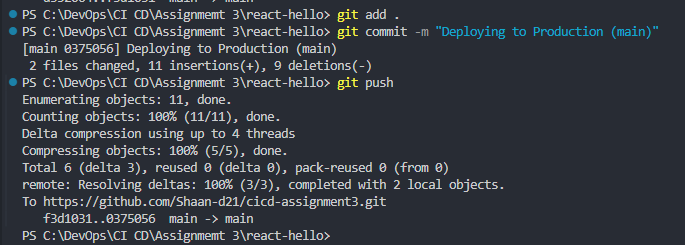 PS C:\DevOps\CI CD\Assignmemt 3\react-hello> git add .
PS C:\DevOps\CI CD\Assignmemt 3\react-hello> git commit -m "Deploying to Production (main)"
[main 0375056] Deploying to Production (main)
 2 files changed, 11 insertions(+), 9 deletions(-)
PS C:\DevOps\CI CD\Assignmemt 3\react-hello> git push
Enumerating objects: 11, done.
Counting objects: 100% (11/11), done.
Delta compression using up to 4 threads
Compressing objects: 100% (5/5), done.
Total 6 (delta 3), reused 0 (delta 0), pack-reused 0 (from 0)
remote: Resolving deltas: 100% (3/3), completed with 2 local objects.
To https://github.com/Shaan-d21/cicd-assignment3.git
   f3d1031..0375056  main -> main
PS C:\DevOps\CI CD\Assignmemt 3\react-hello>